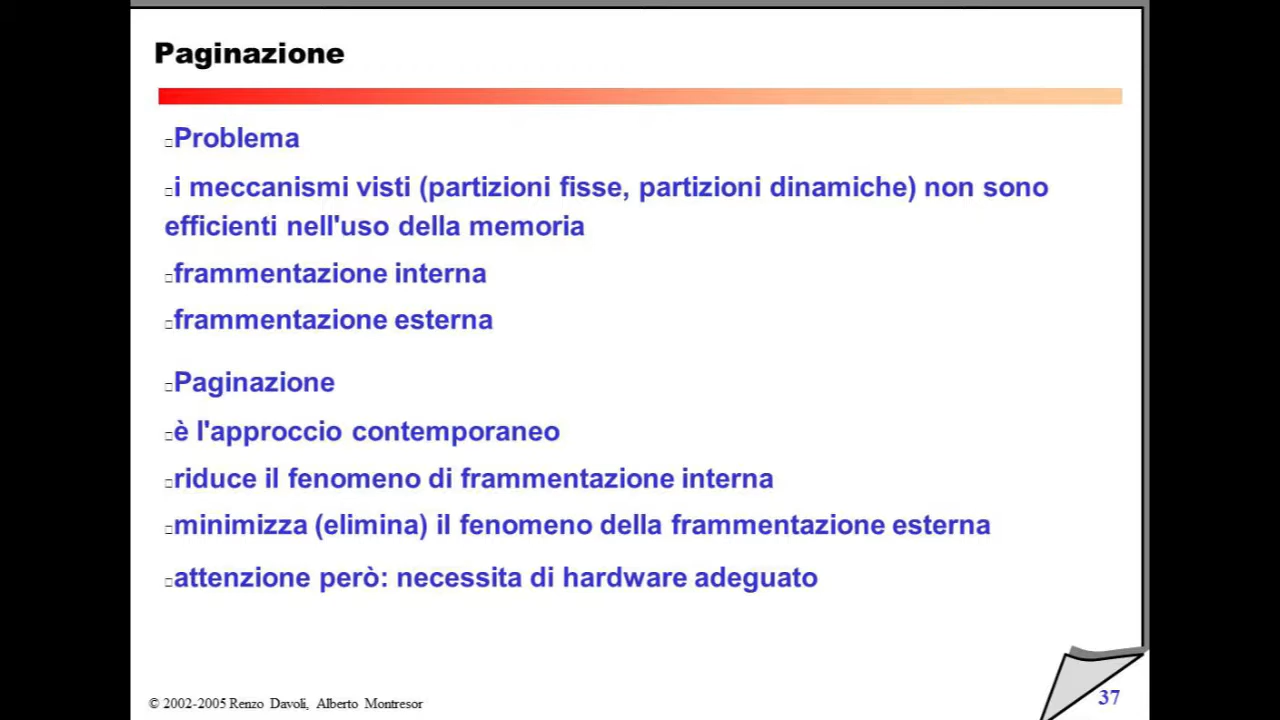 Paginazione
Problema
i meccanismi visti (partizioni fisse, partizioni dinamiche) non sono
efficienti nell'uso della memoria
frammentazione interna
frammentazione esterna
Paginazione
è l'approccio contemporaneo
riduce il fenomeno di frammentazione interna
minimizza (elimina) il fenomeno della frammentazione esterna
attenzione però: necessita di hardware adeguato
© 2002-2005 Renzo Davoli, Alberto Montresor
37